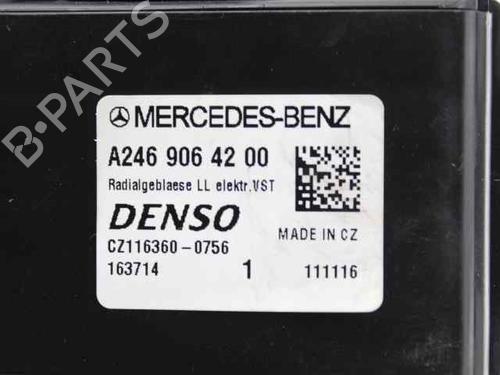 MERCEDES-BENZ
A246 906 42 00
Radialgeblaese LL elektr.VST
DENSO
MADE IN CZ
CZ116360-0756
163714 1 111116
B-PARTS